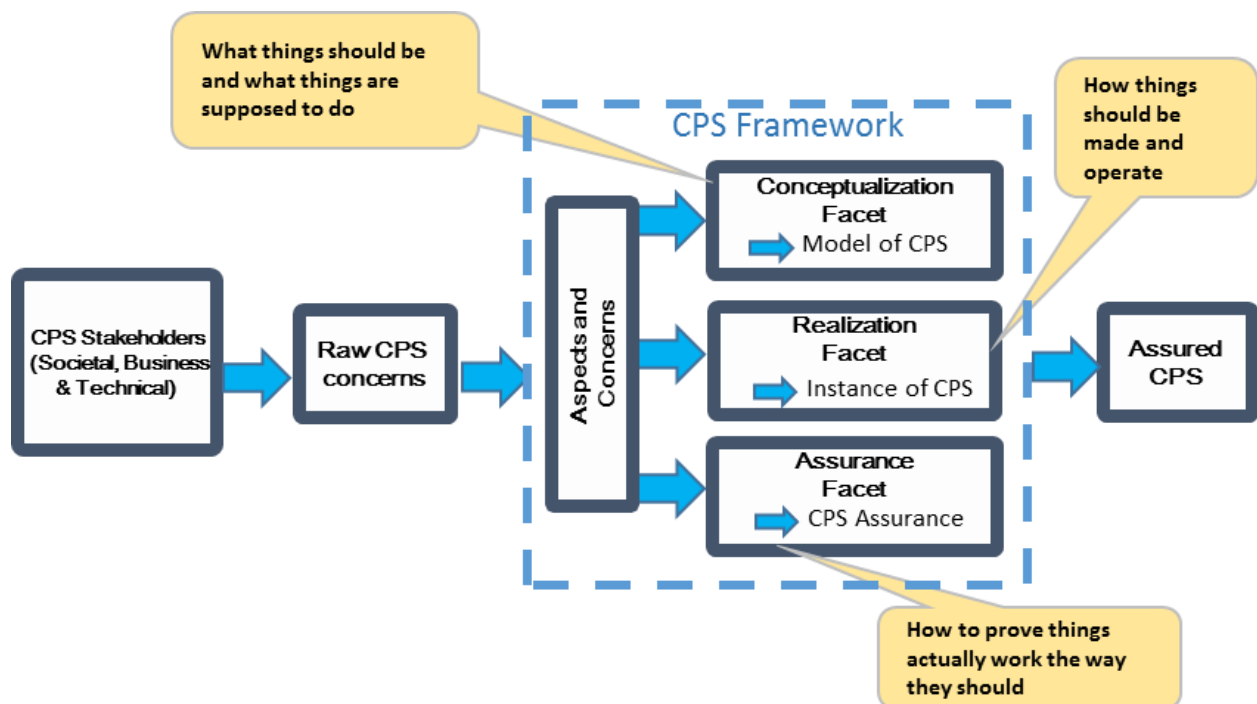 What things should be
and what things are
supposed to do
How things
should be
made and
operate
CPS Framework
Conceptualization
Facet
Model of CPS
CPS Stakeholders
(Societal, Business
& Technical)
Raw CPS
concerns
Aspects and
Concerns
Realization
Facet
Instance of CPS
Assured
CPS
Assurance
Facet
CPS Assurance
How to prove things
actually work the way
they should